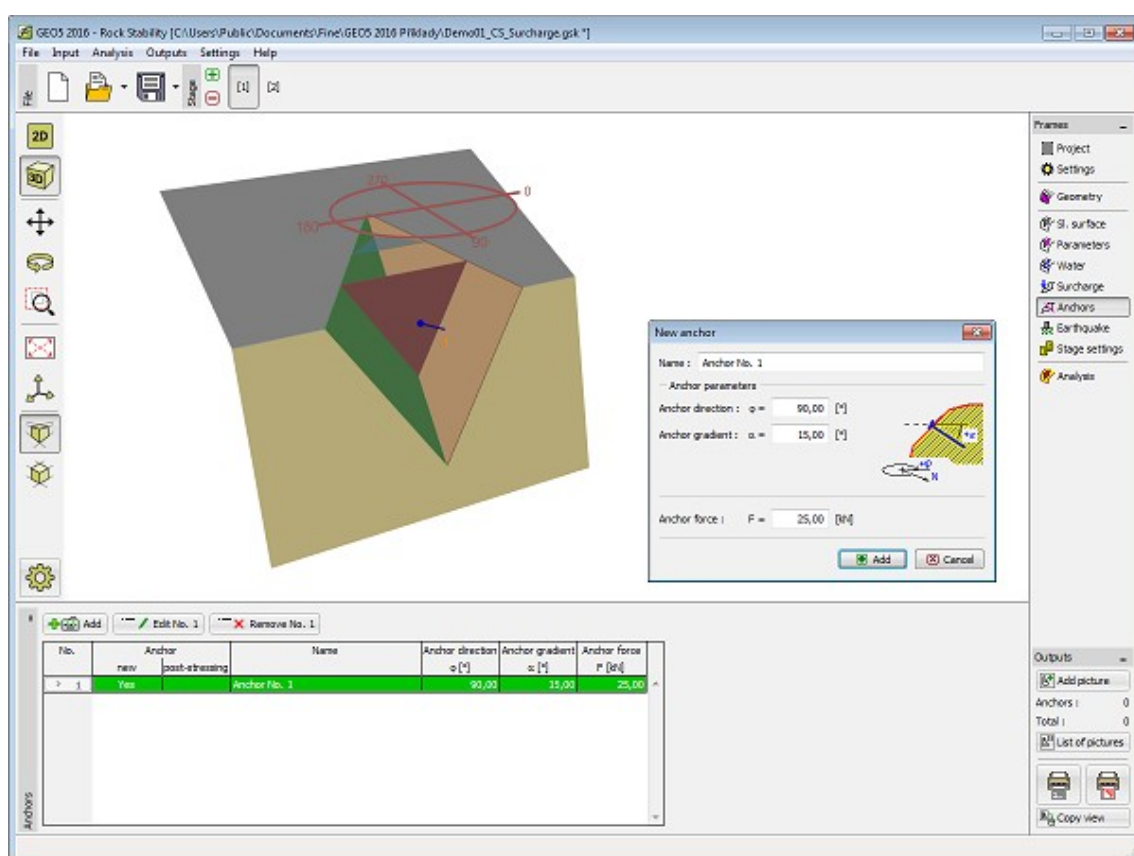 GEO5 2016 - Rock Stability [C:\Users\Public\Documents\Fine\GEO5 2016 Příklady\Demo01_CS_Surcharge.gsk *]
File Input Analysis Outputs Settings Help
File
Stage
[1] [2]
2D
3D
270
0
180
90
Frames
Project
Settings
Geometry
Sl. surface
Parameters
Water
Surcharge
Anchors
Earthquake
Stage settings
Analysis
New anchor
Name : Anchor No. 1
Anchor parameters
Anchor direction : φ = 90,00 [°]
Anchor gradient : α = 15,00 [°]
+α
+φ
N
Anchor force : F = 25,00 [kN]
Add Cancel
Add Edit No. 1 Remove No. 1
No. Anchor Name Anchor direction Anchor gradient Anchor force
new post-stressing φ [°] α [°] F [kN]
> 1 Yes Anchor No. 1 90,00 15,00 25,00
Anchors
Outputs
Add picture
Anchors : 0
Total : 0
List of pictures
Copy view